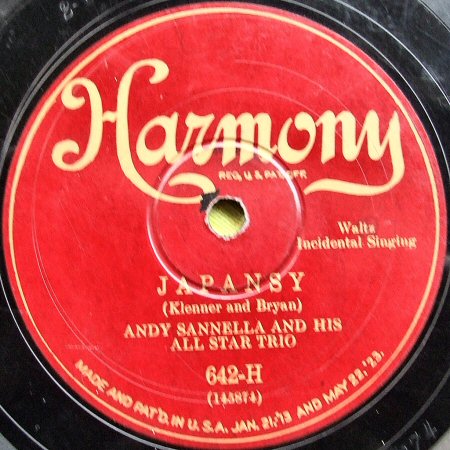 Harmony
REG. U.S. PAT. OFF.
Waltz
Incidental Singing
JAPANSY
(Klenner and Bryan)
ANDY SANNELLA AND HIS
ALL STAR TRIO
642-H
(145874)
MADE AND PAT'D. IN U.S.A. JAN. 21, '13 AND MAY 22, '23.